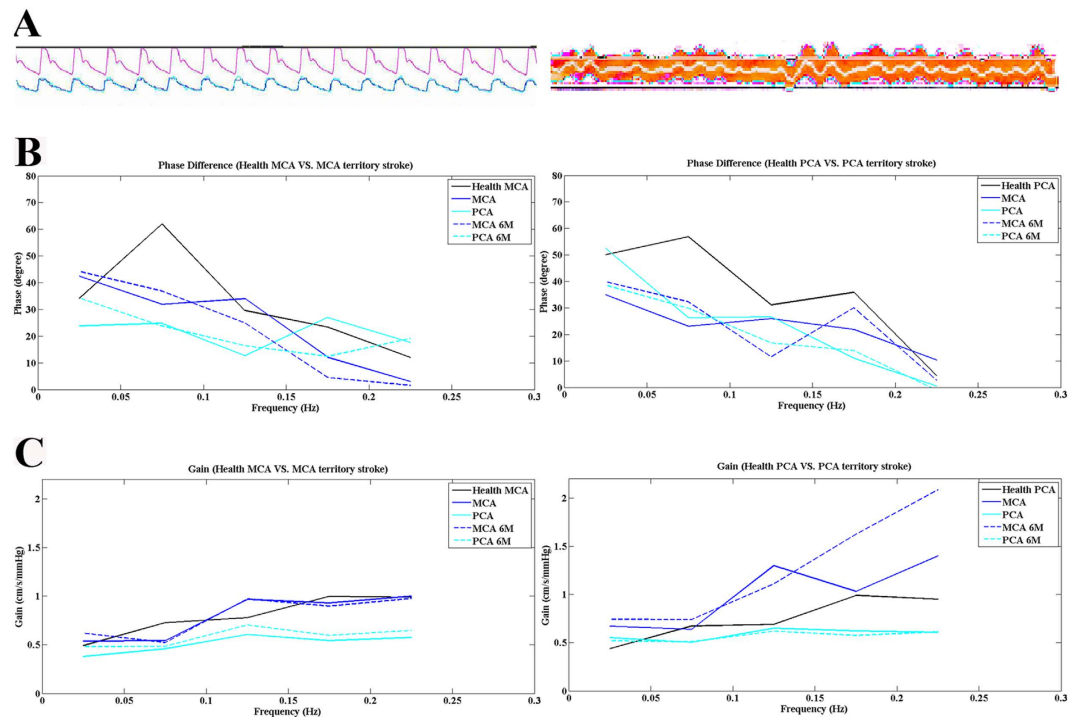 A
B
Phase Difference (Health MCA VS. MCA territory stroke)
80
70
60
50
40
30
20
10
0
Phase (degree)
0
0.05
0.1
0.15
0.2
0.25
0.3
Frequency (Hz)
Health MCA
MCA
PCA
MCA 6M
PCA 6M
Phase Difference (Health PCA VS. PCA territory stroke)
80
70
60
50
40
30
20
10
0
Phase (degree)
0
0.05
0.1
0.15
0.2
0.25
0.3
Frequency (Hz)
Health PCA
MCA
PCA
MCA 6M
PCA 6M
C
Gain (Health MCA VS. MCA territory stroke)
2
1.5
1
0.5
0
Gain (cm/s/mmHg)
0
0.05
0.1
0.15
0.2
0.25
0.3
Frequency (Hz)
Health MCA
MCA
PCA
MCA 6M
PCA 6M
Gain (Health PCA VS. PCA territory stroke)
2
1.5
1
0.5
0
Gain (cm/s/mmHg)
0
0.05
0.1
0.15
0.2
0.25
0.3
Frequency (Hz)
Health PCA
MCA
PCA
MCA 6M
PCA 6M